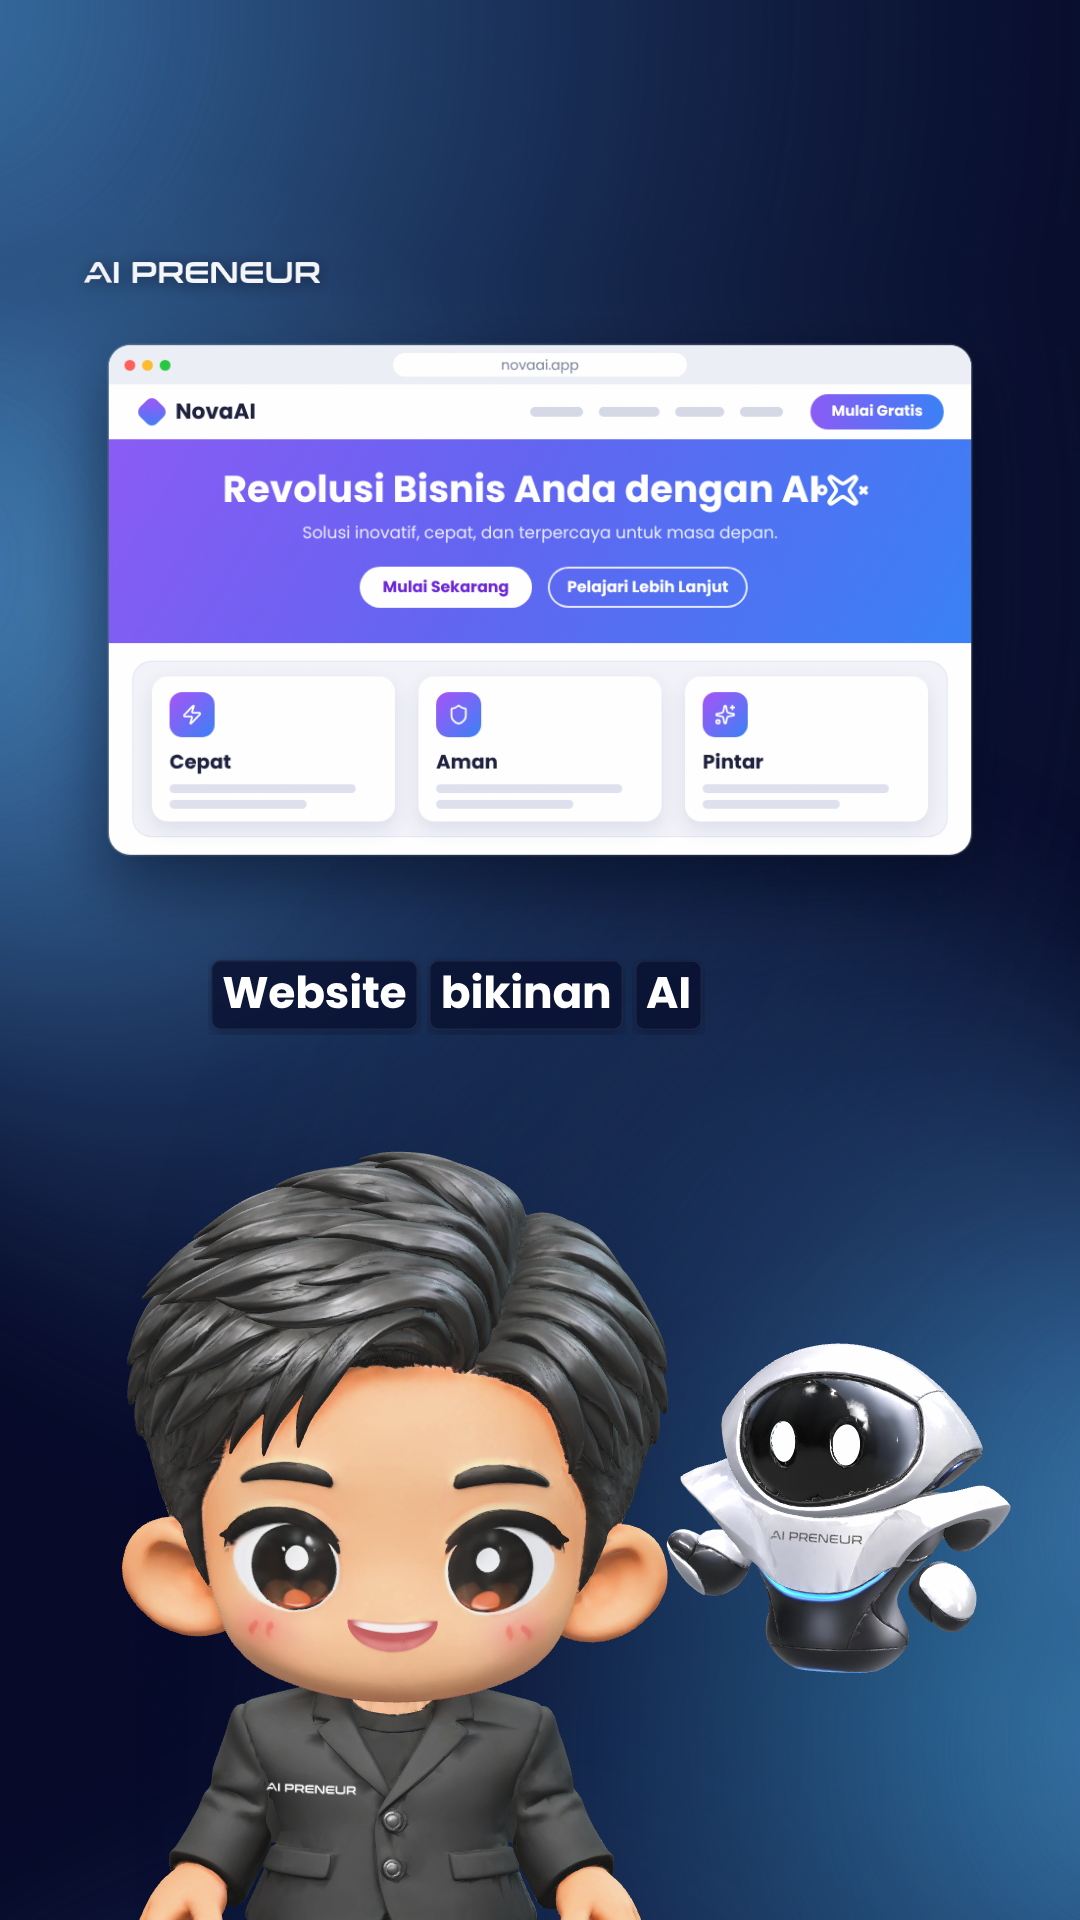 AI PRENEUR
novaai.app
NovaAI
Mulai Gratis
Revolusi Bisnis Anda dengan AI
Solusi inovatif, cepat, dan terpercaya untuk masa depan.
Mulai Sekarang
Pelajari Lebih Lanjut
Cepat
Aman
Pintar
Website bikinan AI
AI PRENEUR
AI PRENEUR